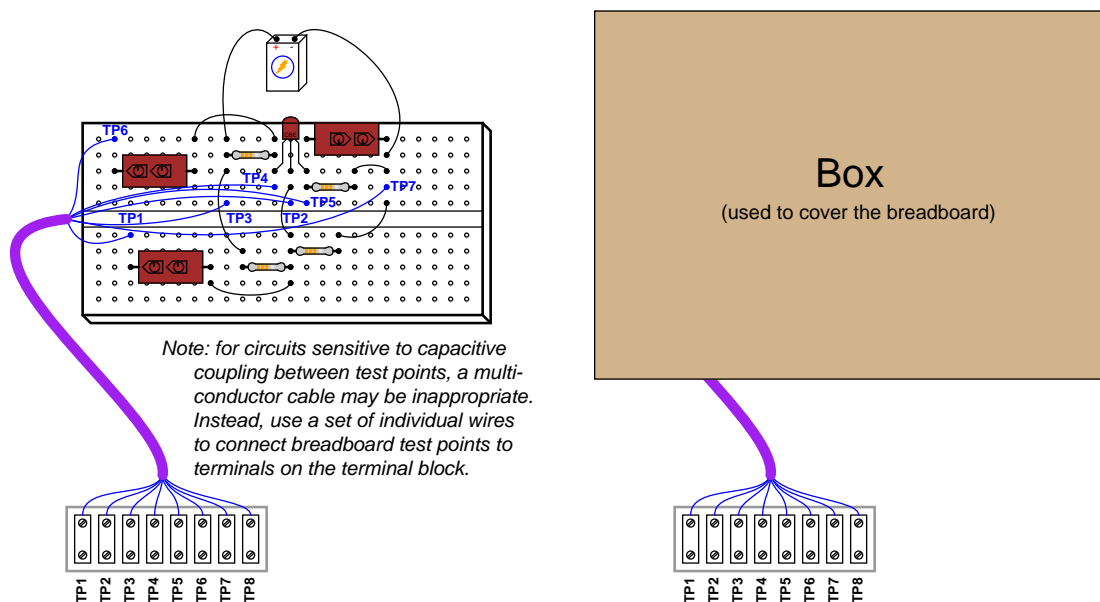 + -
TP6
CBE
TP4
TP7
TP5
TP1
TP3
TP2
Note: for circuits sensitive to capacitive
coupling between test points, a multi-
conductor cable may be inappropriate.
Instead, use a set of individual wires
to connect breadboard test points to
terminals on the terminal block.
TP1
TP2
TP3
TP4
TP5
TP6
TP7
TP8
Box
(used to cover the breadboard)
TP1
TP2
TP3
TP4
TP5
TP6
TP7
TP8